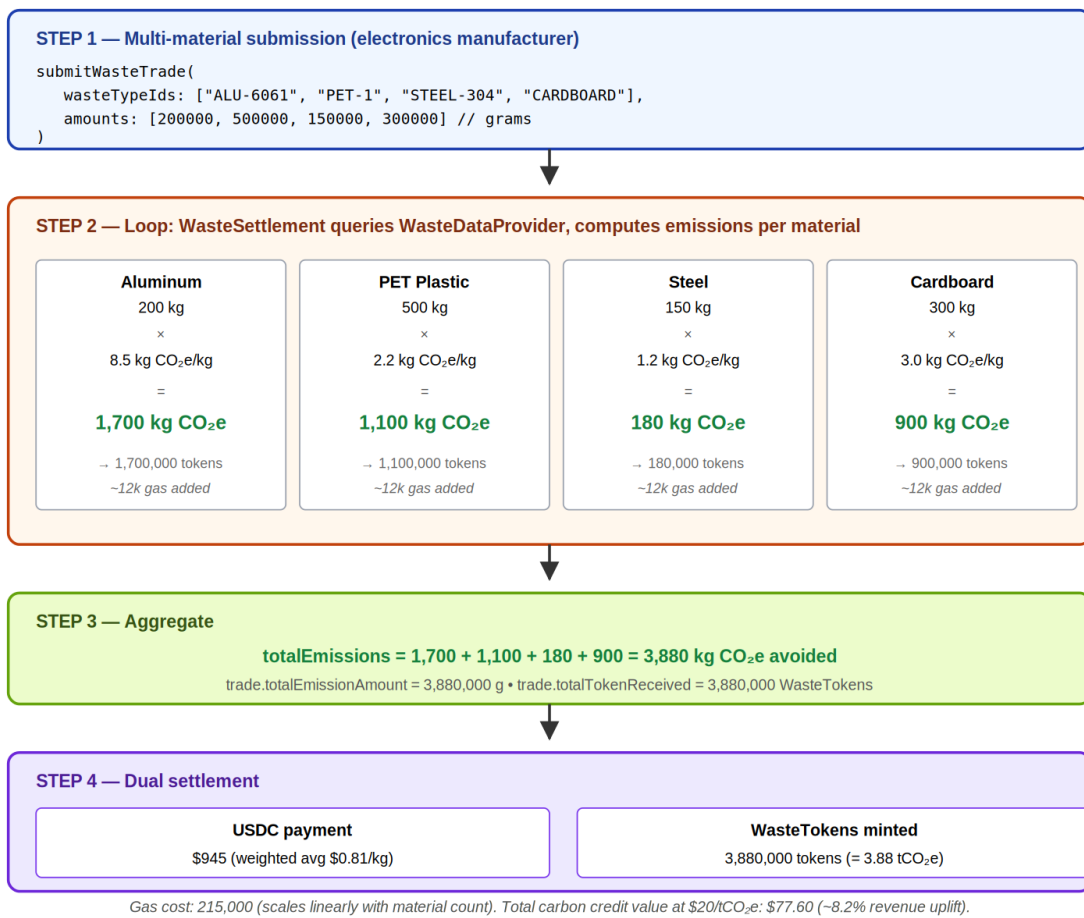 STEP 1 — Multi-material submission (electronics manufacturer)
submitWasteTrade(
wasteTypeIds: ["ALU-6061", "PET-1", "STEEL-304", "CARDBOARD"],
amounts: [200000, 500000, 150000, 300000] // grams
)
STEP 2 — Loop: WasteSettlement queries WasteDataProvider, computes emissions per material
Aluminum
200 kg
×
8.5 kg CO₂e/kg
=
1,700 kg CO₂e
→ 1,700,000 tokens
~12k gas added
PET Plastic
500 kg
×
2.2 kg CO₂e/kg
=
1,100 kg CO₂e
→ 1,100,000 tokens
~12k gas added
Steel
150 kg
×
1.2 kg CO₂e/kg
=
180 kg CO₂e
→ 180,000 tokens
~12k gas added
Cardboard
300 kg
×
3.0 kg CO₂e/kg
=
900 kg CO₂e
→ 900,000 tokens
~12k gas added
STEP 3 — Aggregate
totalEmissions = 1,700 + 1,100 + 180 + 900 = 3,880 kg CO₂e avoided
trade.totalEmissionAmount = 3,880,000 g • trade.totalTokenReceived = 3,880,000 WasteTokens
STEP 4 — Dual settlement
USDC payment
$945 (weighted avg $0.81/kg)
WasteTokens minted
3,880,000 tokens (= 3.88 tCO₂e)
Gas cost: 215,000 (scales linearly with material count). Total carbon credit value at $20/tCO₂e: $77.60 (~8.2% revenue uplift).